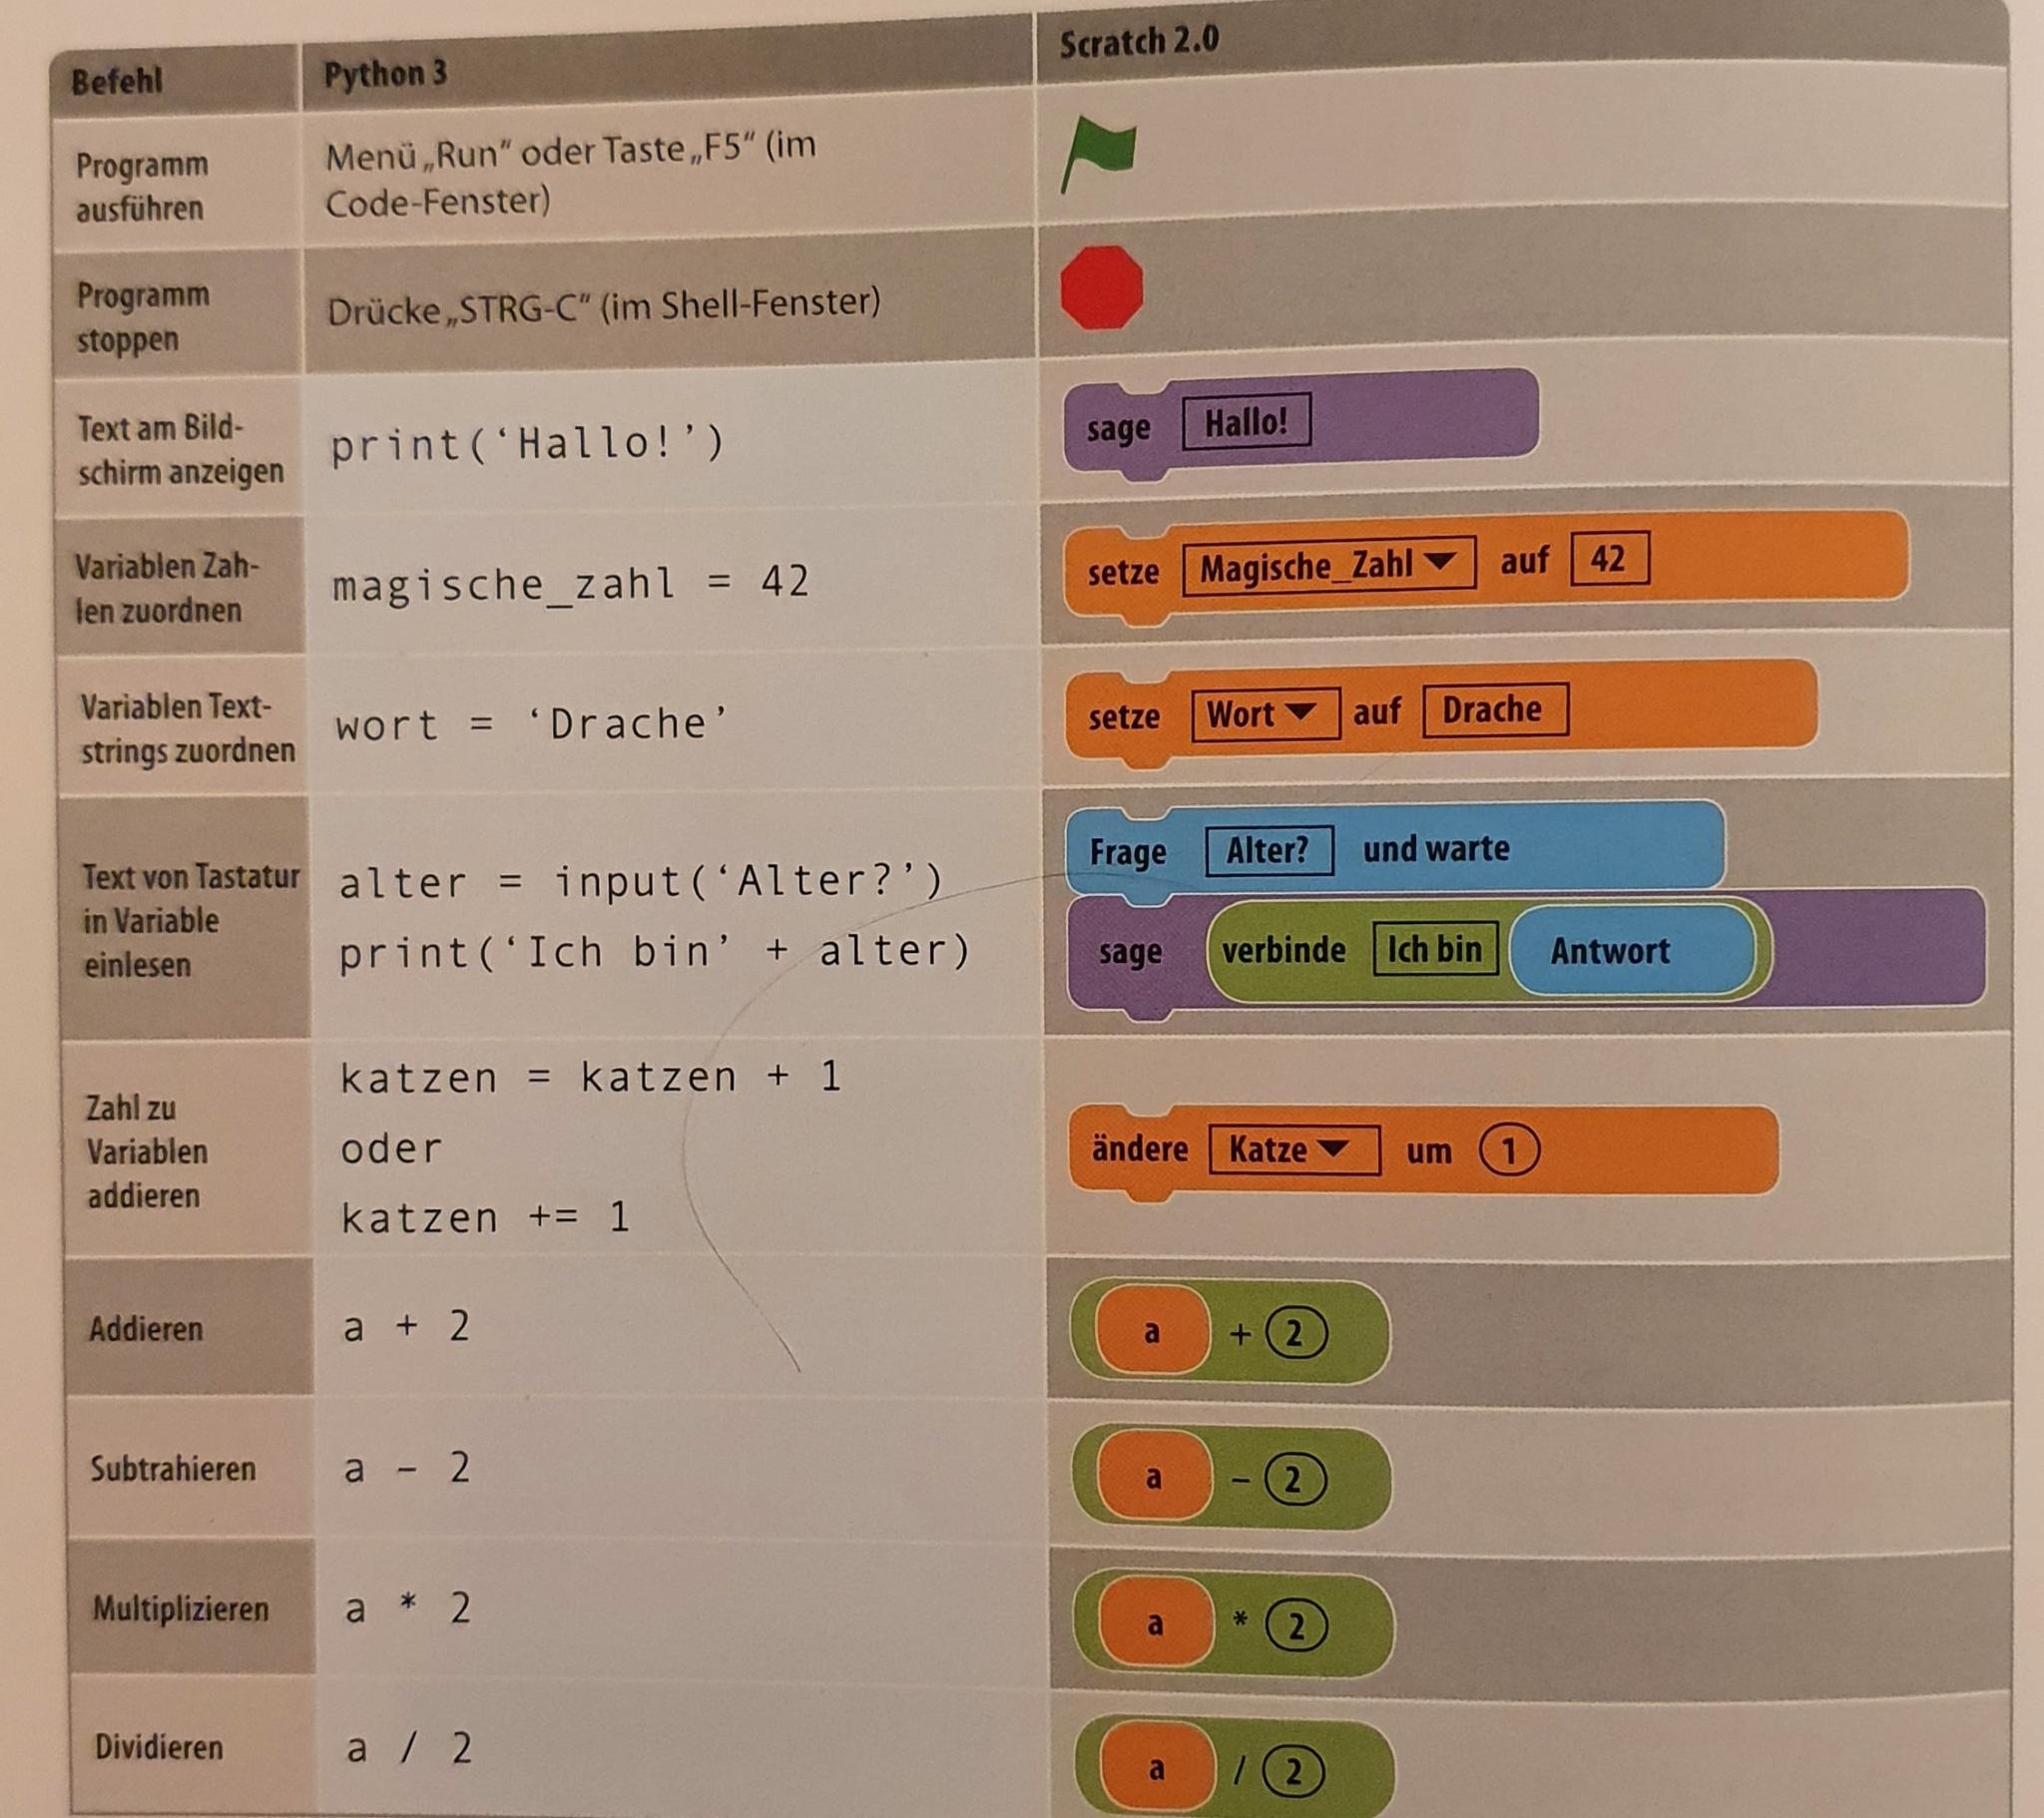 Befehl
Python 3
Scratch 2.0
Programm
ausführen
Menü „Run“ oder Taste „F5“ (im
Code-Fenster)
Programm
stoppen
Drücke „STRG-C“ (im Shell-Fenster)
Text am Bild-
schirm anzeigen
print(‘Hallo!’)
sage Hallo!
Variablen Zah-
len zuordnen
magische_zahl = 42
setze Magische_Zahl auf 42
Variablen Text-
strings zuordnen
wort = ‘Drache’
setze Wort auf Drache
Text von Tastatur
in Variable
einlesen
alter = input(‘Alter?’)
print(‘Ich bin’ + alter)
Frage Alter? und warte
sage verbinde Ich bin Antwort
Zahl zu
Variablen
addieren
katzen = katzen + 1
oder
katzen += 1
ändere Katze um 1
Addieren
a + 2
a + 2
Subtrahieren
a - 2
a - 2
Multiplizieren
a * 2
a * 2
Dividieren
a / 2
a / 2